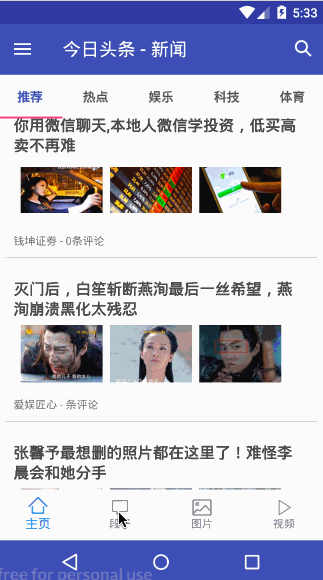 5:33
今日头条 - 新闻
推荐 热点 娱乐 科技 体育
你用微信聊天,本地人微信学投资，低买高
卖不再难
钱坤证券 - 0条评论
灭门后，白笙斩断燕洵最后一丝希望，燕
洵崩溃黑化太残忍
爱娱匠心 - 条评论
张馨予最想删的照片都在这里了！难怪李
晨会和她分手
主页 段子 图片 视频
free for personal use